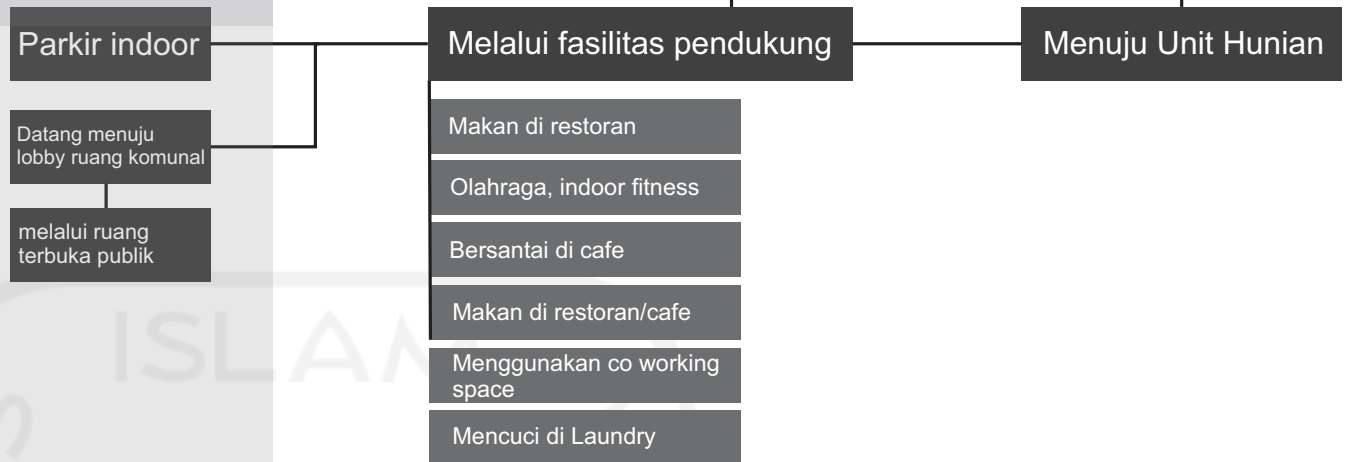 Parkir indoor
Melalui fasilitas pendukung
Menuju Unit Hunian
Datang menuju
lobby ruang komunal
melalui ruang
terbuka publik
Makan di restoran
Olahraga, indoor fitness
Bersantai di cafe
Makan di restoran/cafe
Menggunakan co working
space
Mencuci di Laundry
ISLAM